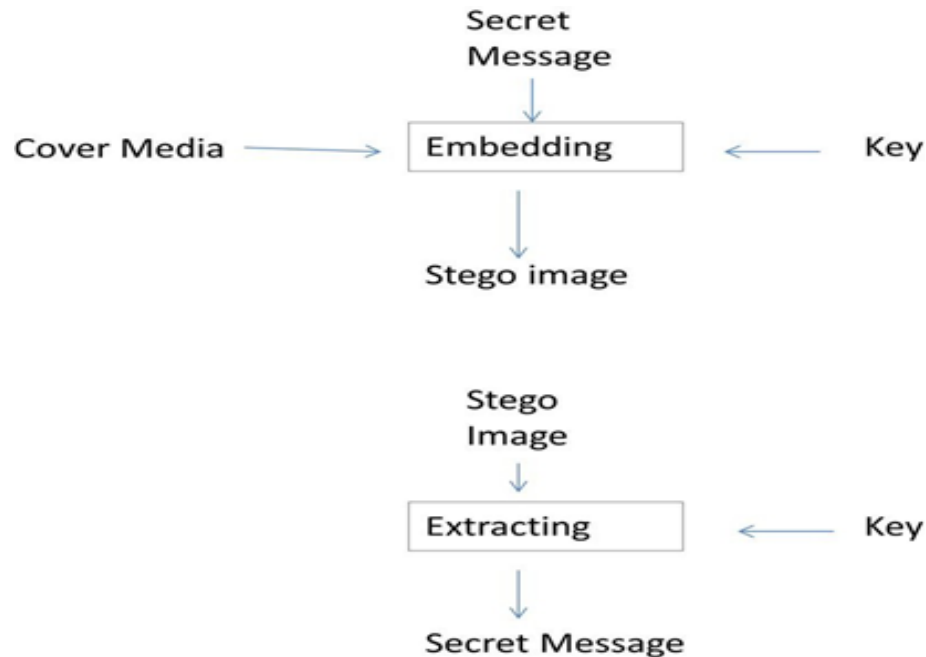 Secret
Message
Cover Media
Embedding
Key
Stego image
Stego
Image
Extracting
Key
Secret Message